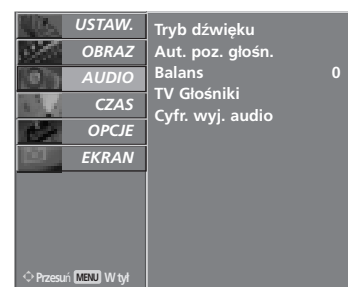 USTAW.
OBRAZ
AUDIO
CZAS
OPCJE
EKRAN
Tryb dźwięku
Aut. poz. głośn.
Balans 0
TV Głośniki
Cyfr. wyj. audio
Przesuń MENU W tył